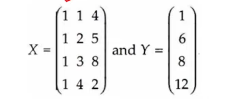 X = (1 1 4
1 2 5
1 3 8
1 4 2) and Y = (1
6
8
12)